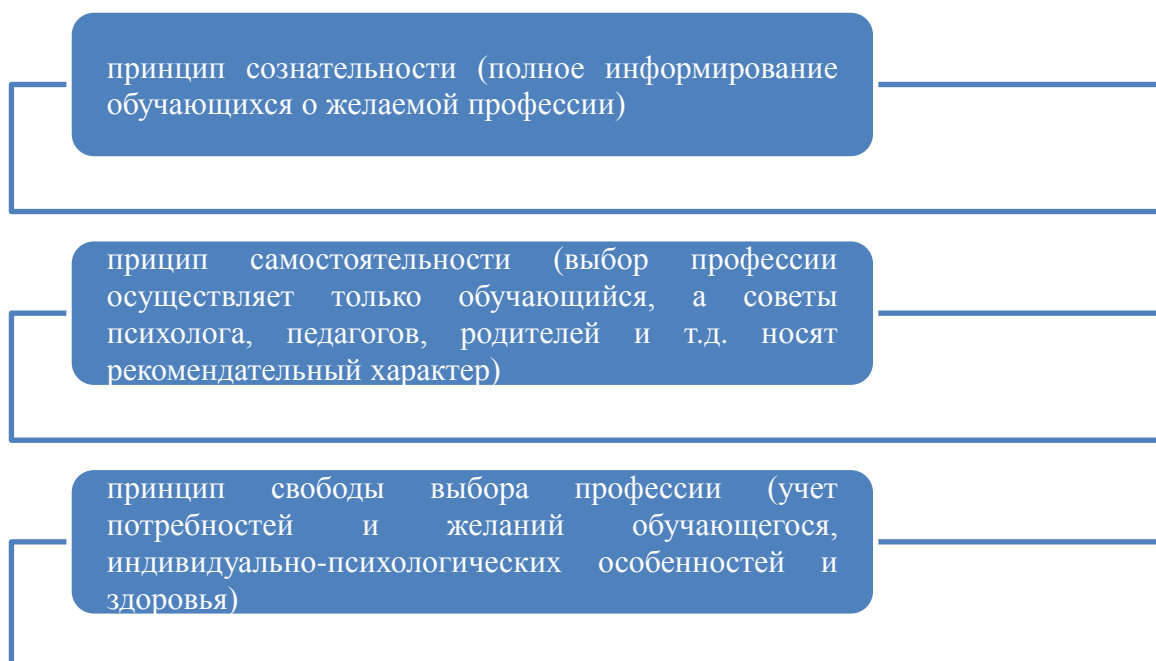 принцип сознательности (полное информирование
обучающихся о желаемой профессии)
прицип самостоятельности (выбор профессии
осуществляет только обучающийся, а советы
психолога, педагогов, родителей и т.д. носят
рекомендательный характер)
принцип свободы выбора профессии (учет
потребностей и желаний обучающегося,
индивидуально-психологических особенностей и
здоровья)